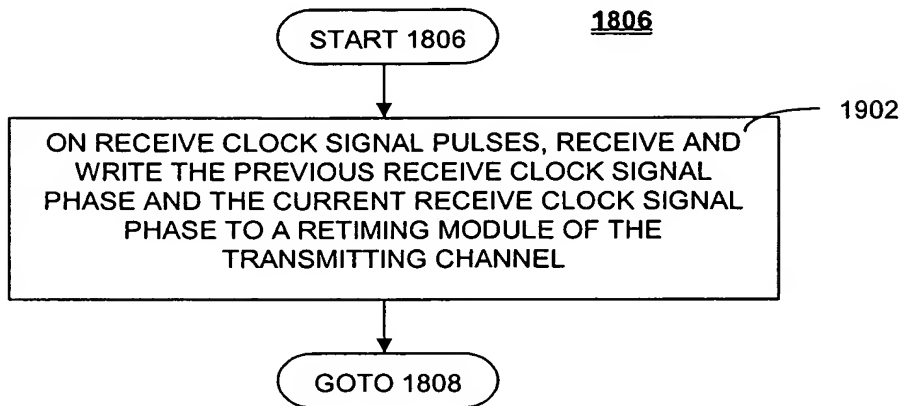 1806
START 1806
1902
ON RECEIVE CLOCK SIGNAL PULSES, RECEIVE AND
WRITE THE PREVIOUS RECEIVE CLOCK SIGNAL
PHASE AND THE CURRENT RECEIVE CLOCK SIGNAL
PHASE TO A RETIMING MODULE OF THE
TRANSMITTING CHANNEL
GOTO 1808